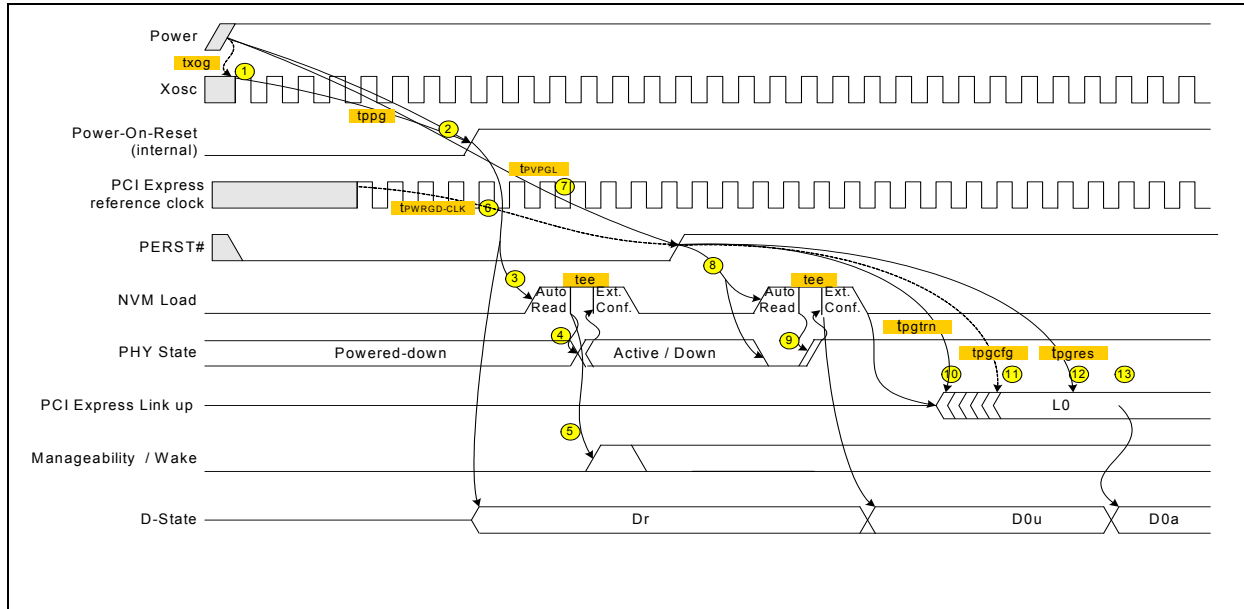 Power
txog
1
Xosc
tppg
2
Power-On-Reset
(internal)
tPVPGL
7
PCI Express
reference clock
tPWRGD-CLK
6
PERST#
3
tee
8
tee
NVM Load
Auto
Read
Ext.
Conf.
Auto
Read
Ext.
Conf.
tpgtrn
4
9
PHY State
Powered-down
Active / Down
tpgcfg
tpgres
10
11
12
13
PCI Express Link up
L0
5
Manageability / Wake
D-State
Dr
D0u
D0a